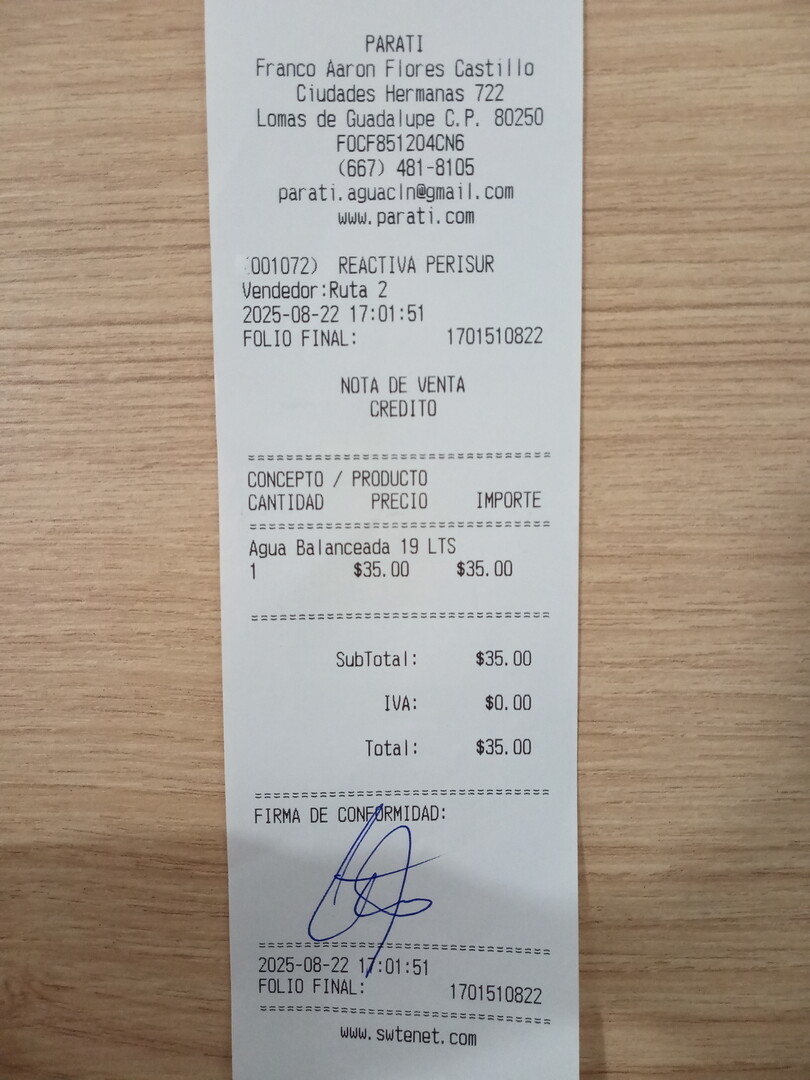 PARATI
Franco Aaron Flores Castillo
Ciudades Hermanas 722
Lomas de Guadalupe C.P. 80250
FOCF851204CN6
(667) 481-8105
parati.aguacln@gmail.com
www.parati.com
001072) REACTIVA PERISUR
Vendedor:Ruta 2
2025-08-22 17:01:51
FOLIO FINAL: 1701510822
NOTA DE VENTA
CREDITO
CONCEPTO / PRODUCTO
CANTIDAD PRECIO IMPORTE
Agua Balanceada 19 LTS
1 $35.00 $35.00
SubTotal: $35.00
IVA: $0.00
Total: $35.00
FIRMA DE CONFORMIDAD:
2025-08-22 17:01:51
FOLIO FINAL: 1701510822
www.swtenet.com